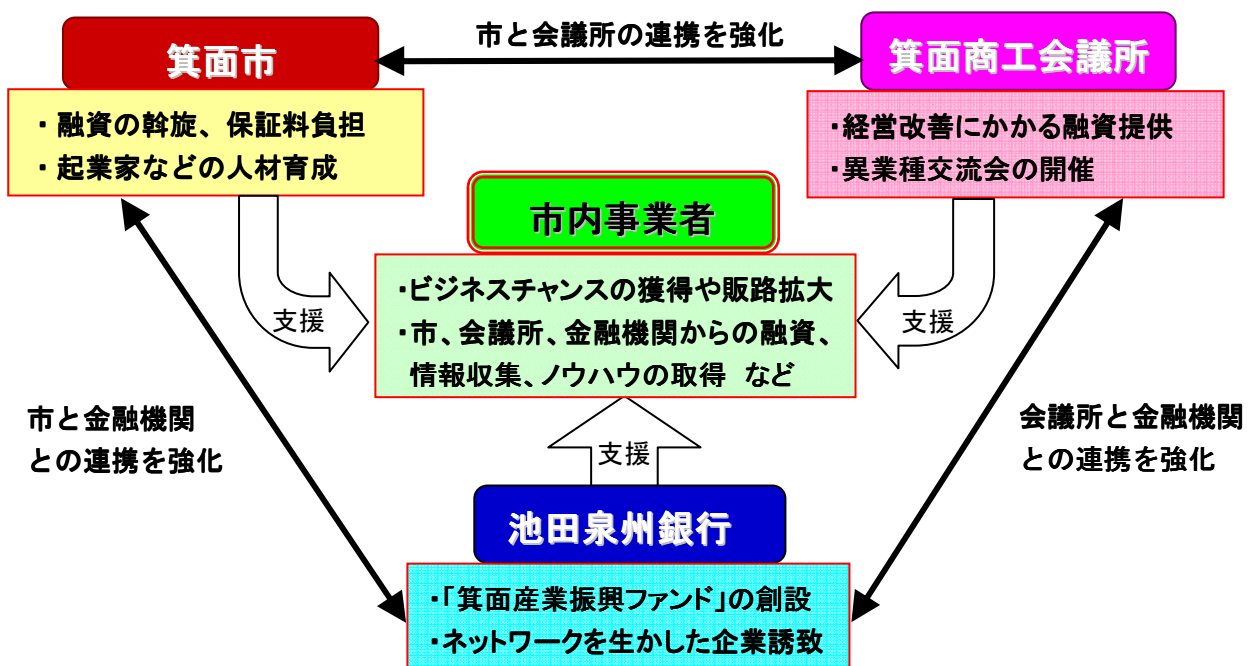 市と会議所の連携を強化
箕面市
箕面商工会議所
・融資の斡旋、保証料負担
・起業家などの人材育成
・経営改善にかかる融資提供
・異業種交流会の開催
市内事業者
・ビジネスチャンスの獲得や販路拡大
・市、会議所、金融機関からの融資、
情報収集、ノウハウの取得 など
支援
支援
市と金融機関
との連携を強化
会議所と金融機関
との連携を強化
支援
池田泉州銀行
・「箕面産業振興ファンド」の創設
・ネットワークを生かした企業誘致